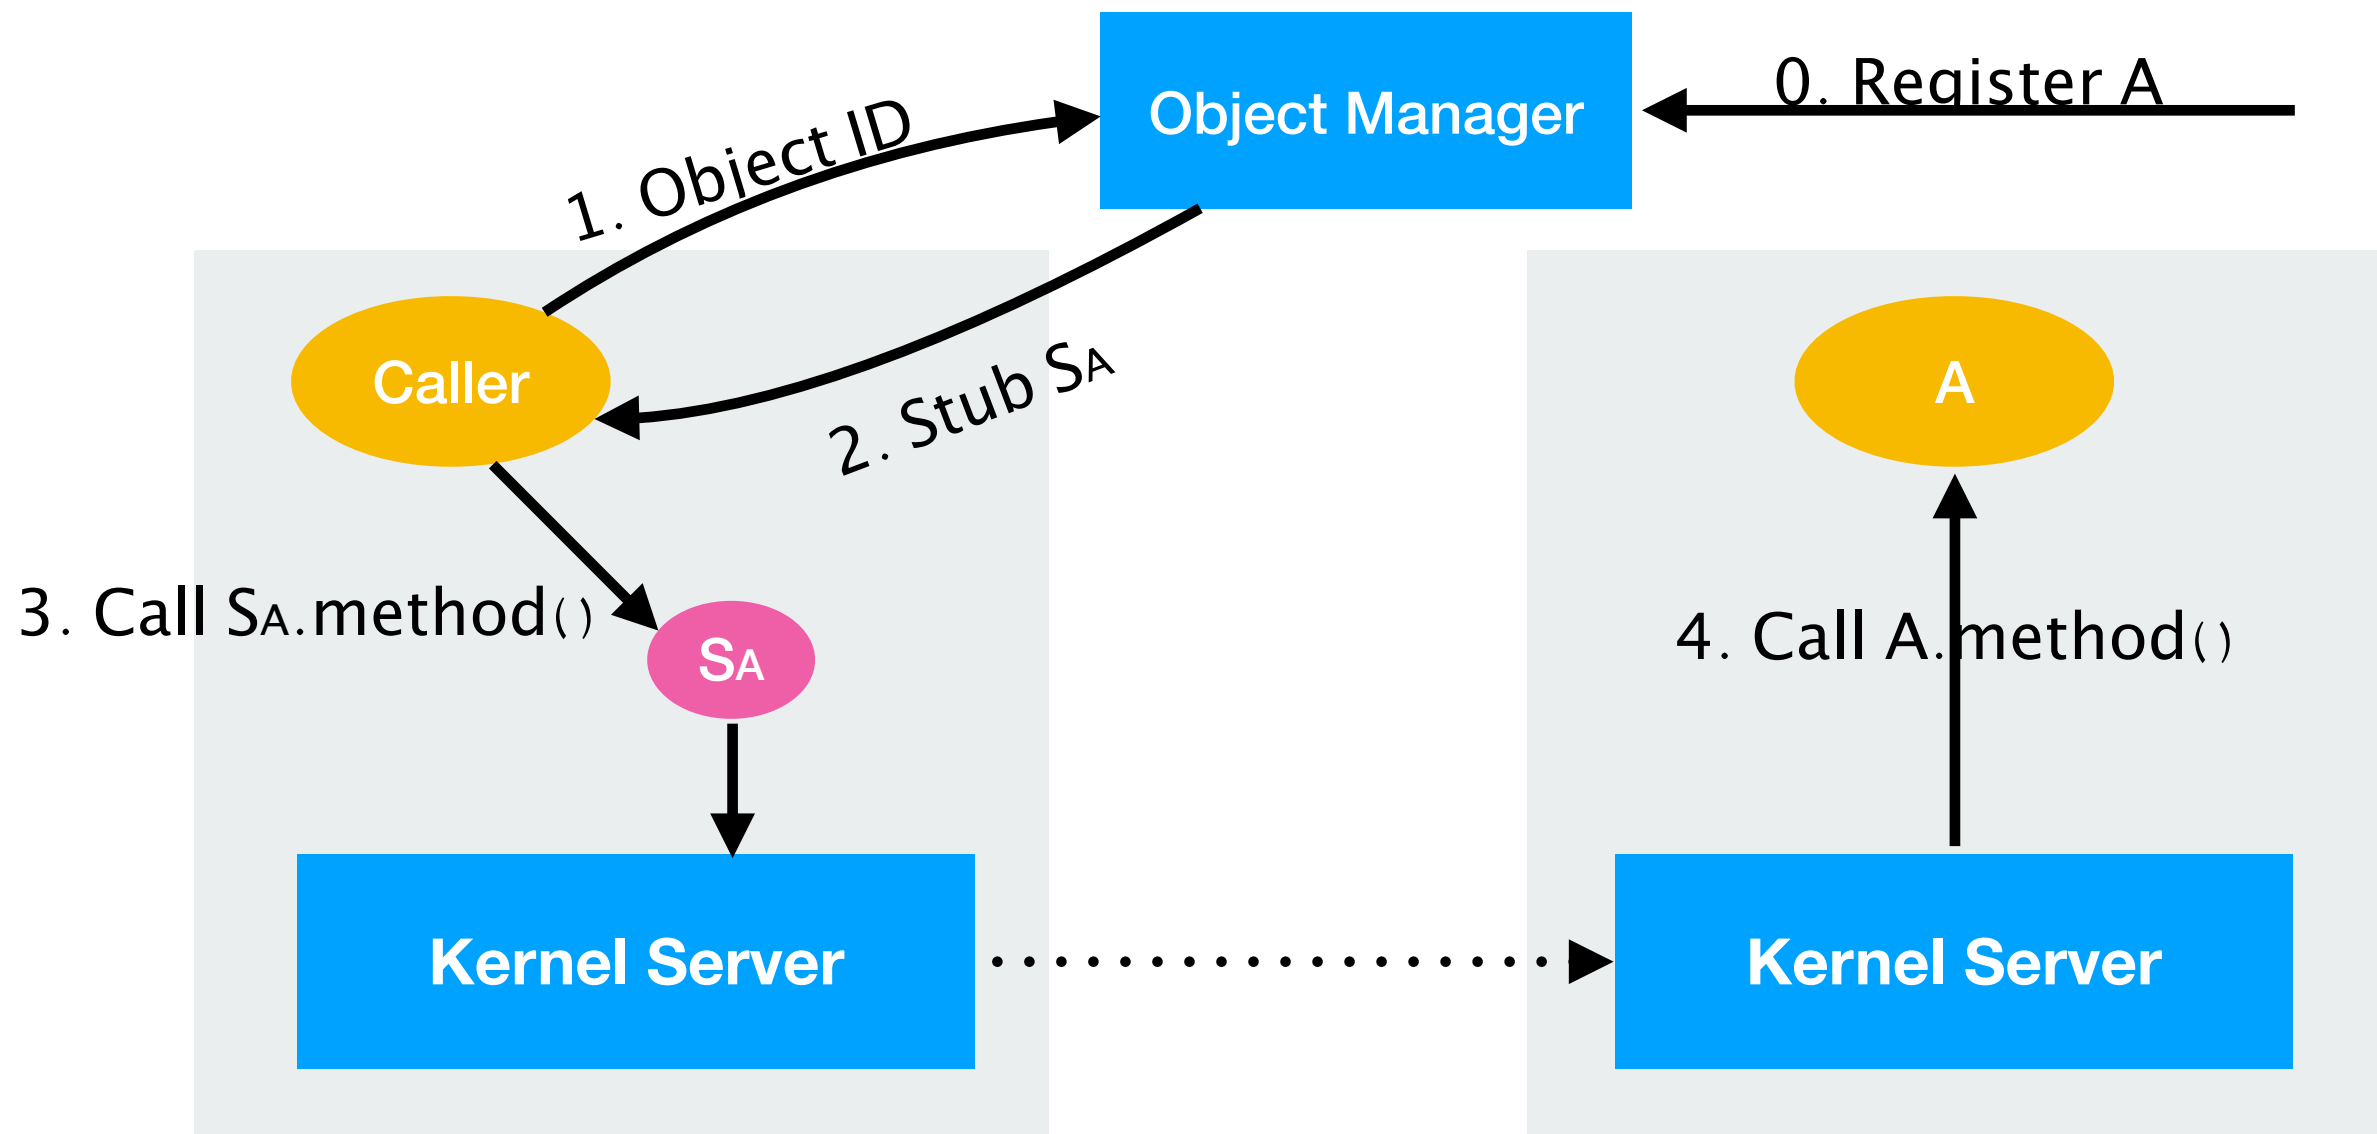 Object Manager
0. Register A
1. Object ID
2. Stub SA
Caller
A
3. Call SA.method()
SA
4. Call A.method()
Kernel Server
Kernel Server